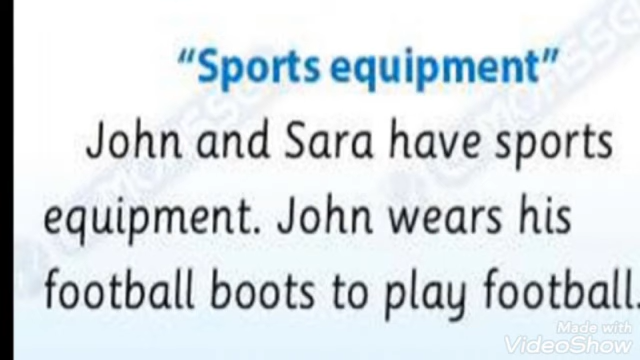 “Sports equipment”
John and Sara have sports
equipment. John wears his
football boots to play football.
Made with
VideoShow